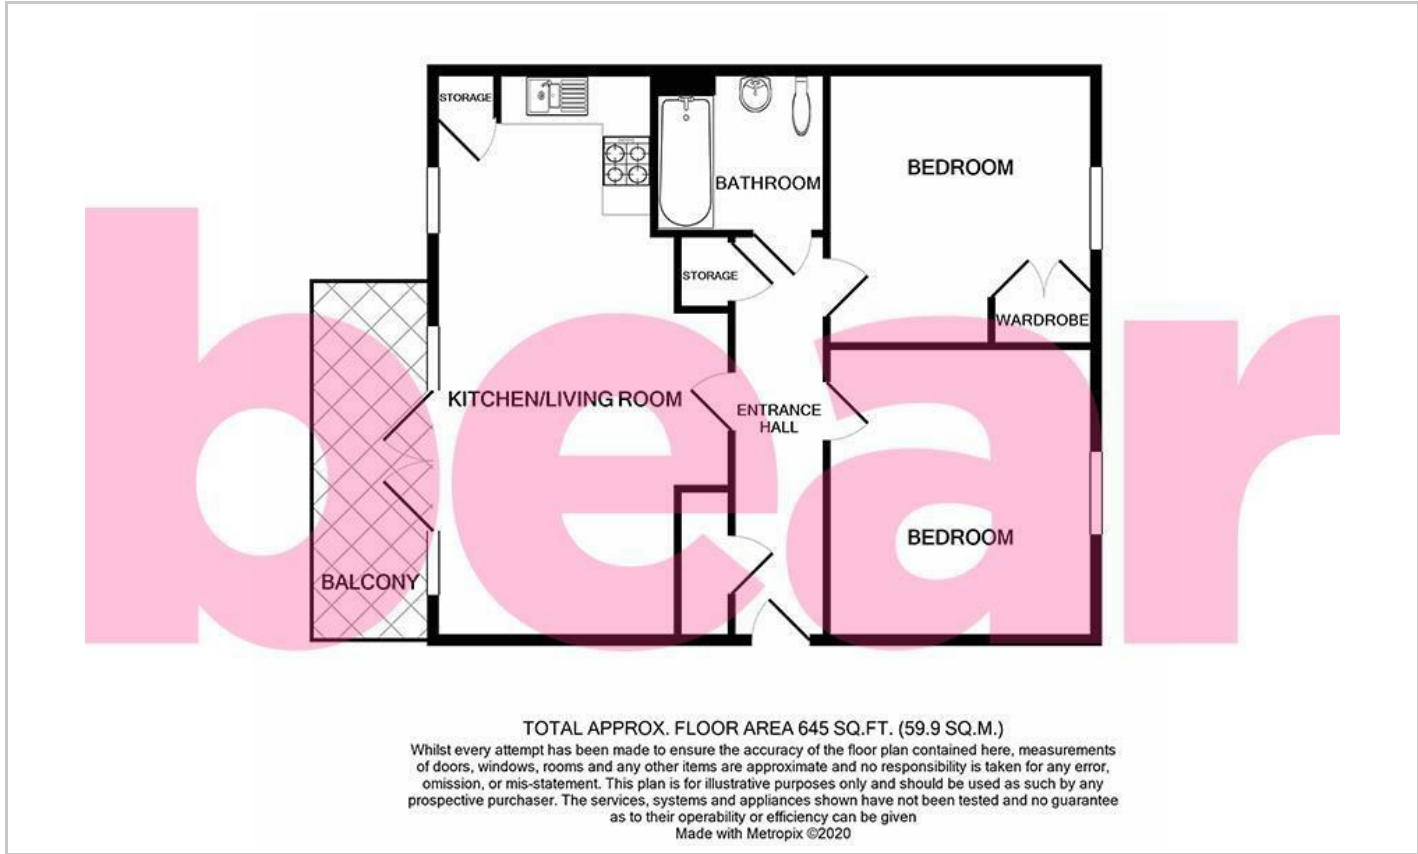 STORAGE
BATHROOM
BEDROOM
STORAGE
WARDROBE
bear
KITCHEN/LIVING ROOM
ENTRANCE
HALL
BEDROOM
BALCONY
TOTAL APPROX. FLOOR AREA 645 SQ.FT. (59.9 SQ.M.)
Whilst every attempt has been made to ensure the accuracy of the floor plan contained here, measurements
of doors, windows, rooms and any other items are approximate and no responsibility is taken for any error,
omission, or mis-statement. This plan is for illustrative purposes only and should be used as such by any
prospective purchaser. The services, systems and appliances shown have not been tested and no guarantee
as to their operability or efficiency can be given
Made with Metropix ©2020